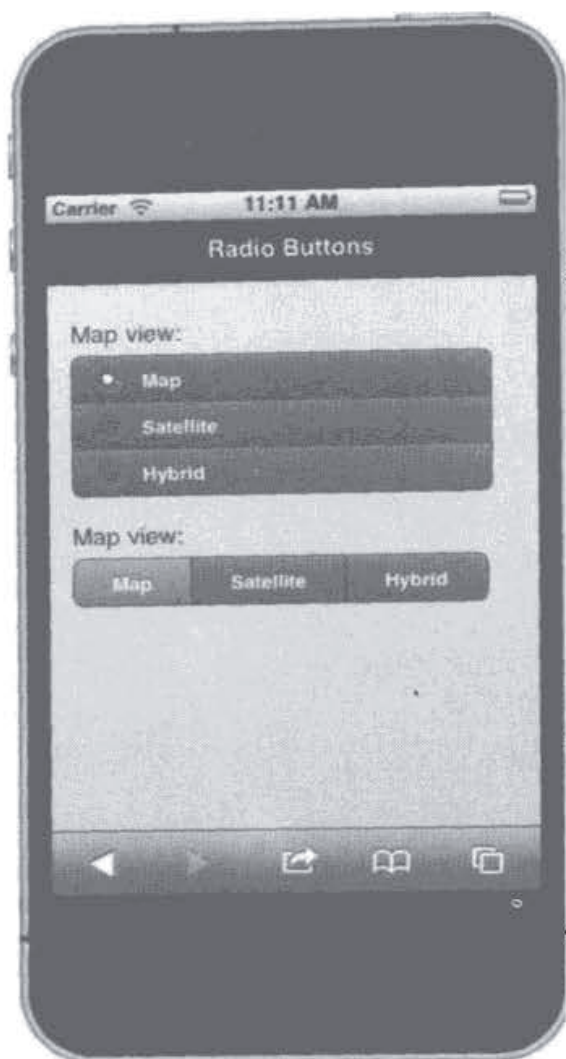 Carrier 11:11 AM
Radio Buttons
Map view:
Map
Satellite
Hybrid
Map view:
Map Satellite Hybrid